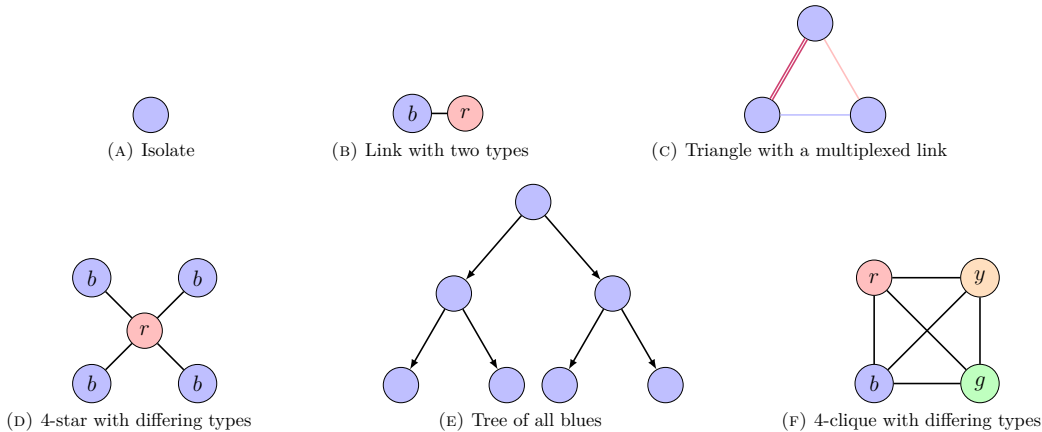 b r
(A) Isolate
(B) Link with two types
(C) Triangle with a multiplexed link
b b
r
b b
(D) 4-star with differing types
(E) Tree of all blues
r y
b g
(F) 4-clique with differing types